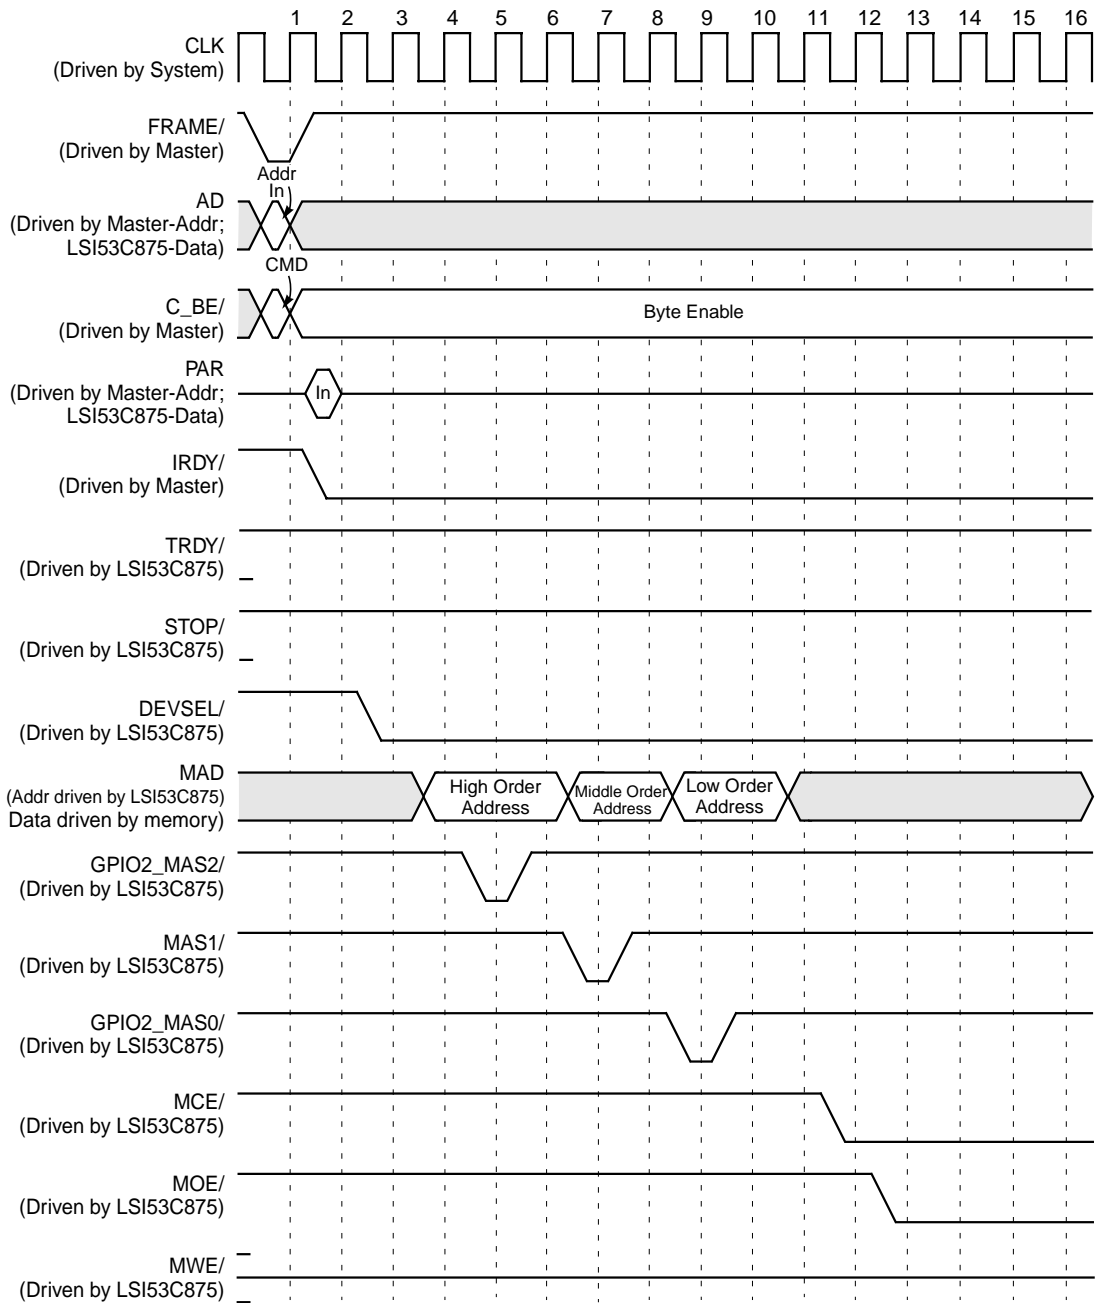 1 2 3 4 5 6 7 8 9 10 11 12 13 14 15 16
CLK
(Driven by System)
FRAME/
(Driven by Master)
Addr
In
AD
(Driven by Master-Addr;
LSI53C875-Data)
CMD
C_BE/
(Driven by Master)
Byte Enable
PAR
(Driven by Master-Addr;
LSI53C875-Data)
In
IRDY/
(Driven by Master)
TRDY/
(Driven by LSI53C875)
STOP/
(Driven by LSI53C875)
DEVSEL/
(Driven by LSI53C875)
MAD
(Addr driven by LSI53C875)
Data driven by memory)
High Order
Address
Middle Order
Address
Low Order
Address
GPIO2_MAS2/
(Driven by LSI53C875)
MAS1/
(Driven by LSI53C875)
GPIO2_MAS0/
(Driven by LSI53C875)
MCE/
(Driven by LSI53C875)
MOE/
(Driven by LSI53C875)
MWE/
(Driven by LSI53C875)